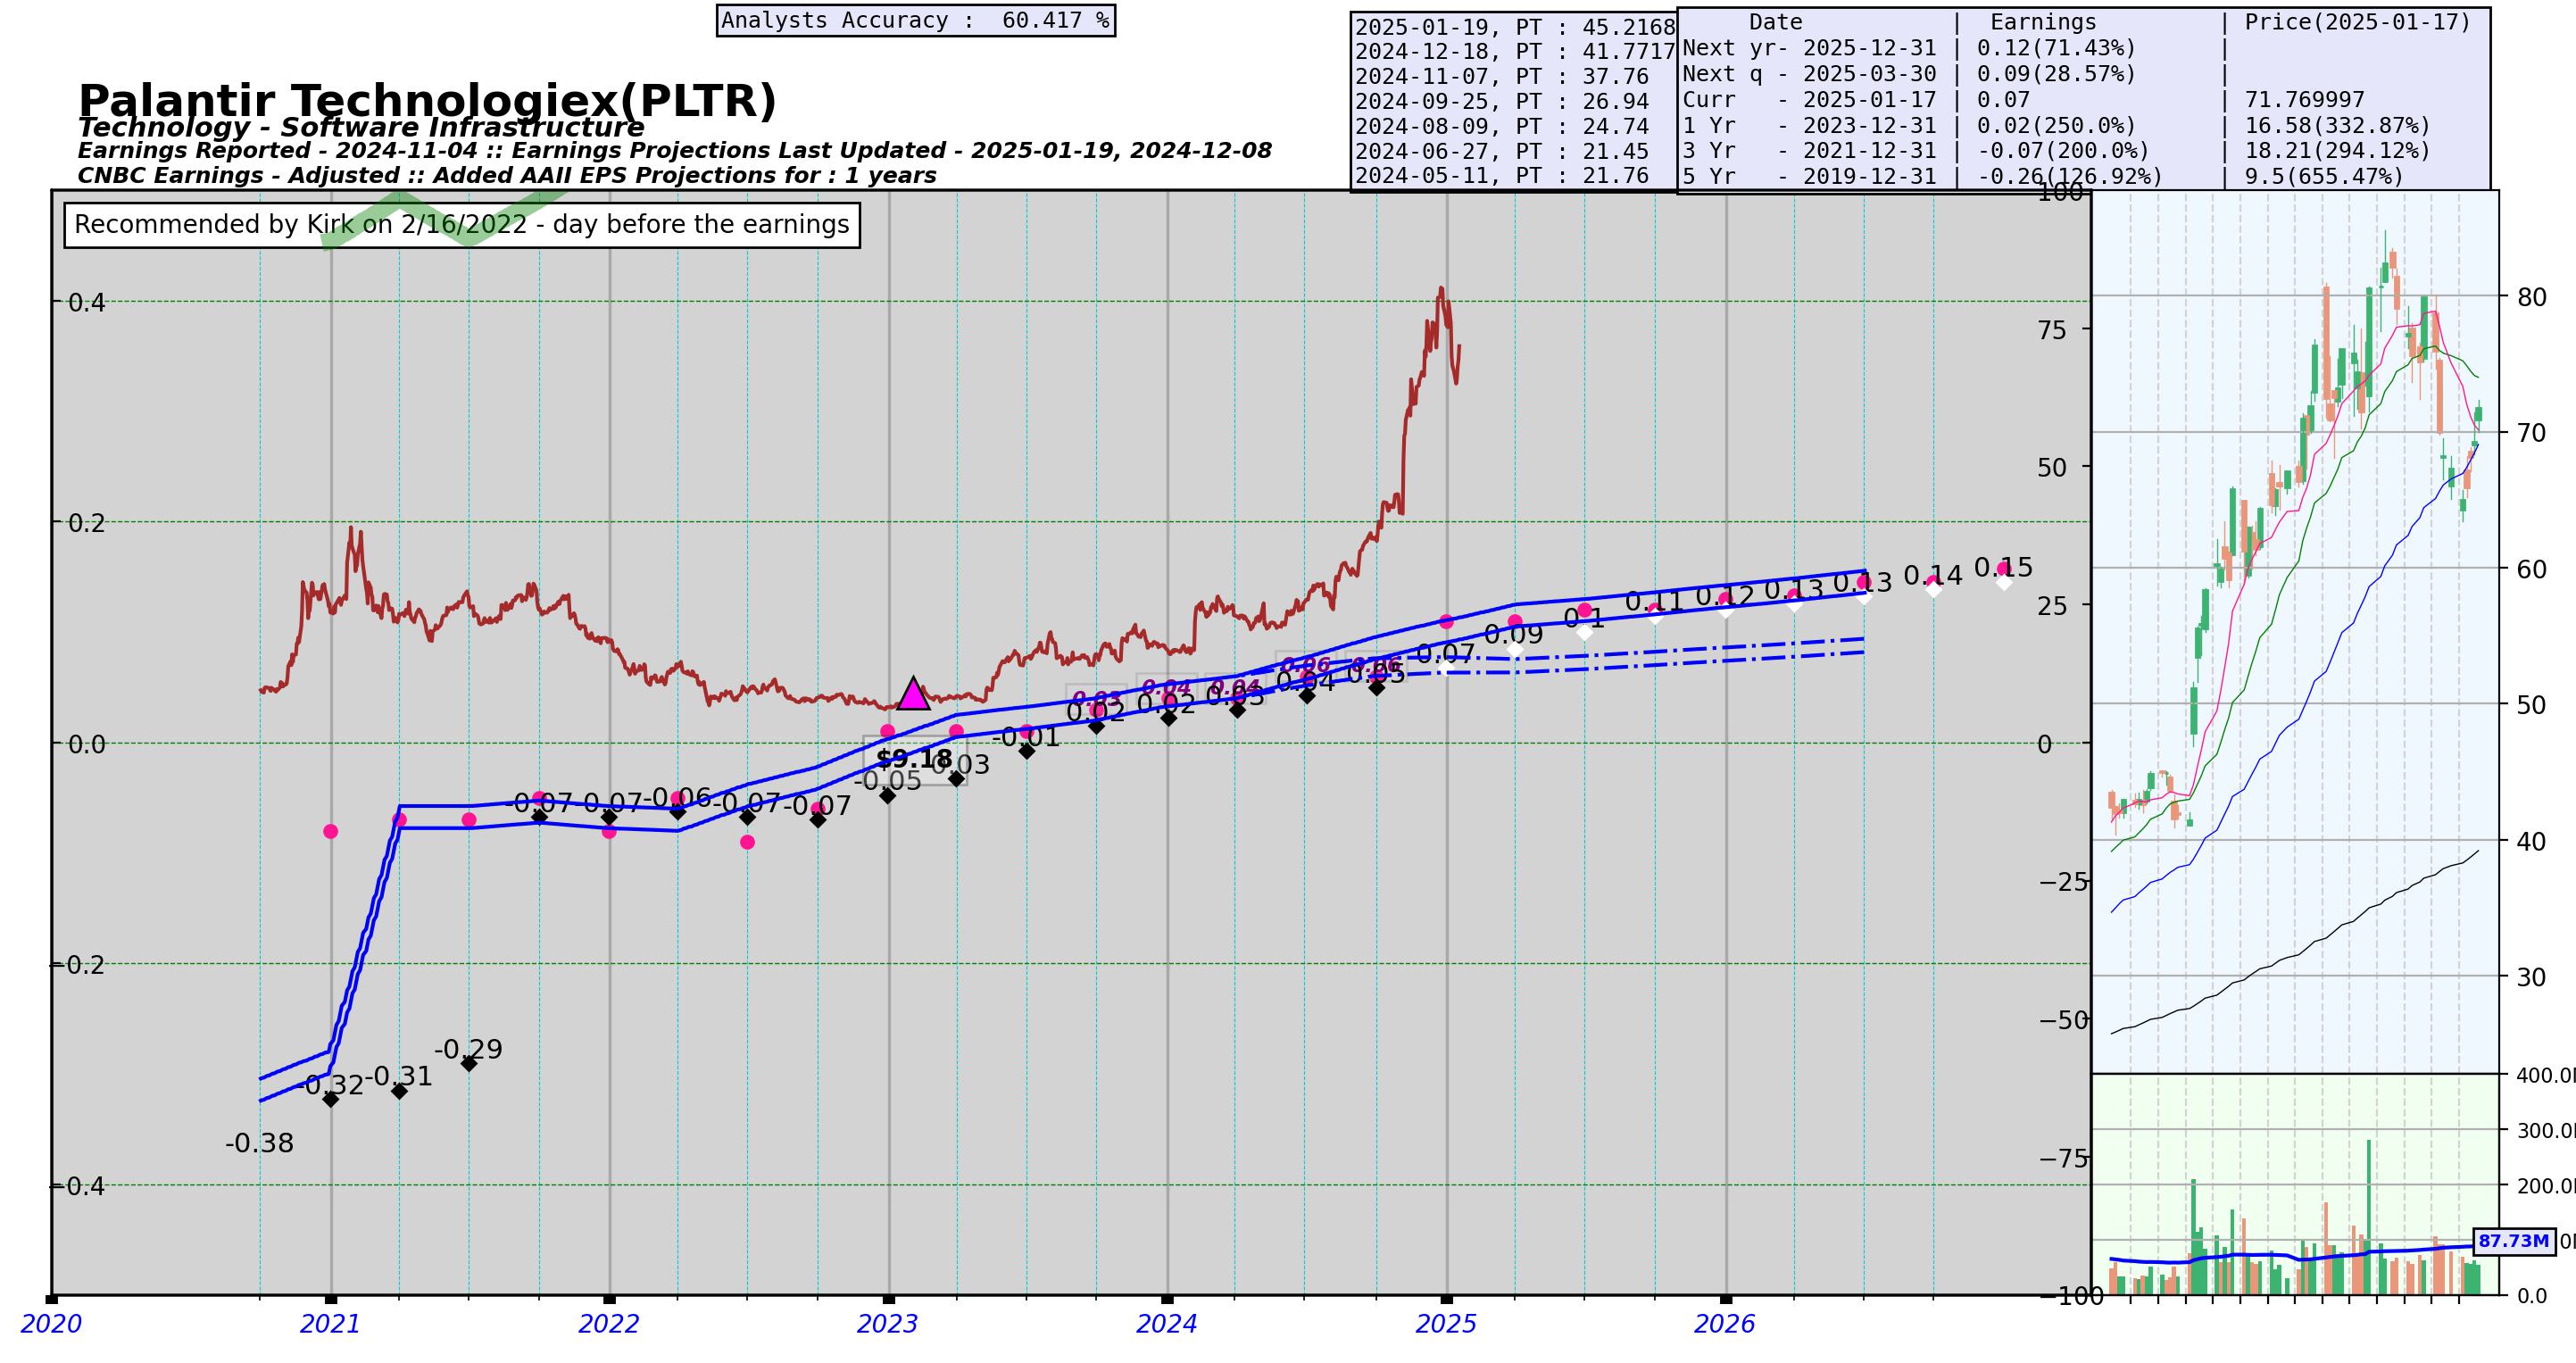 Analysts Accuracy :  60.417 %
2025-01-19, PT : 45.2168
2024-12-18, PT : 41.7717
2024-11-07, PT : 37.76
2024-09-25, PT : 26.94
2024-08-09, PT : 24.74
2024-06-27, PT : 21.45
2024-05-11, PT : 21.76
Date | Earnings | Price(2025-01-17)
Next yr- 2025-12-31 | 0.12(71.43%) |
Next q - 2025-03-30 | 0.09(28.57%) |
Curr - 2025-01-17 | 0.07 | 71.769997
1 Yr - 2023-12-31 | 0.02(250.0%) | 16.58(332.87%)
3 Yr - 2021-12-31 | -0.07(200.0%) | 18.21(294.12%)
5 Yr - 2019-12-31 | -0.26(126.92%) | 9.5(655.47%)
Palantir Technologiex(PLTR)
Technology - Software Infrastructure
Earnings Reported - 2024-11-04 :: Earnings Projections Last Updated - 2025-01-19, 2024-12-08
CNBC Earnings - Adjusted :: Added AAII EPS Projections for : 1 years
Recommended by Kirk on 2/16/2022 - day before the earnings
0.4
0.2
0.0
−0.2
−0.4
-0.38
-0.32
-0.31
-0.29
-0.07
-0.07
-0.06
-0.07
-0.07
-0.05
$9.18
-0.01
0.02
0.02
0.03
0.04
0.05
0.03
0.04
0.04
0.06
0.06
0.07
0.09
0.1
0.11
0.12
0.13
0.13
0.14
0.15
100
75
50
25
0
−25
−50
−75
−100
80
70
60
50
40
30
400.0
300.0
200.0
87.73M
0.0
2020
2021
2022
2023
2024
2025
2026